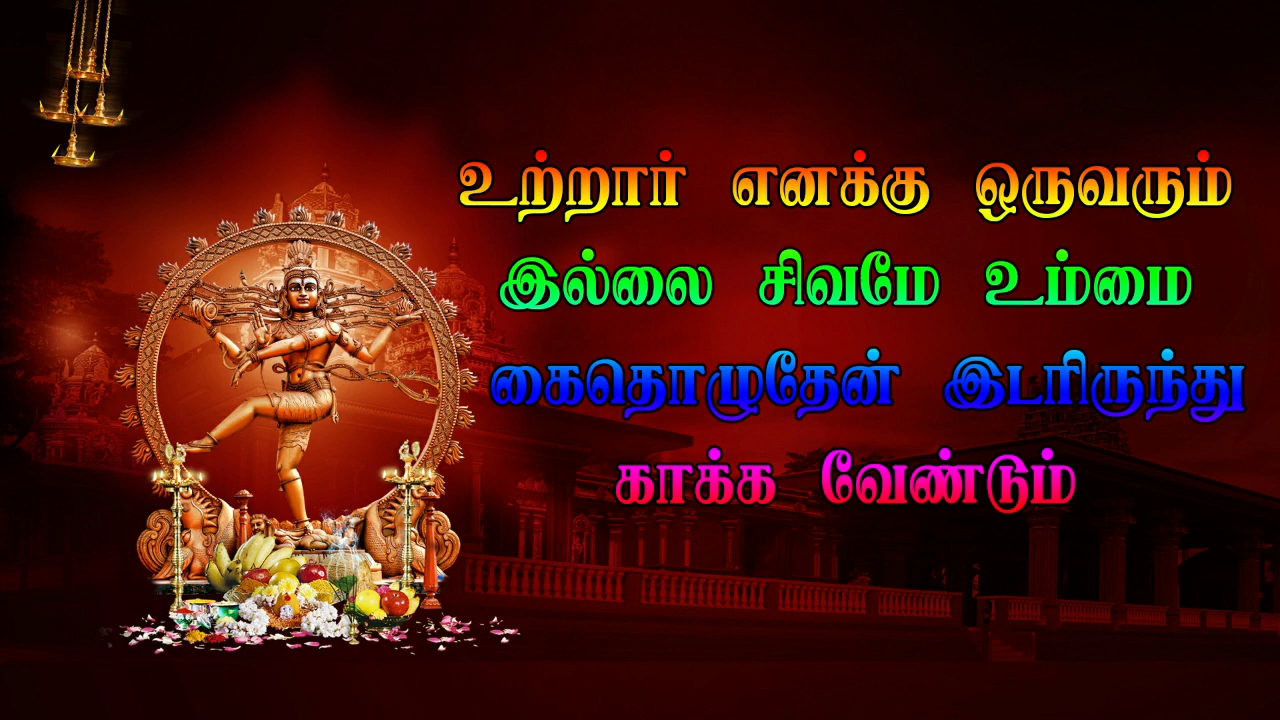 உற்றார் எனக்கு ஒருவரும்
இல்லை சிவமே உம்மை
கைதொழுதேன் இடரிருந்து
காக்க வேண்டும்